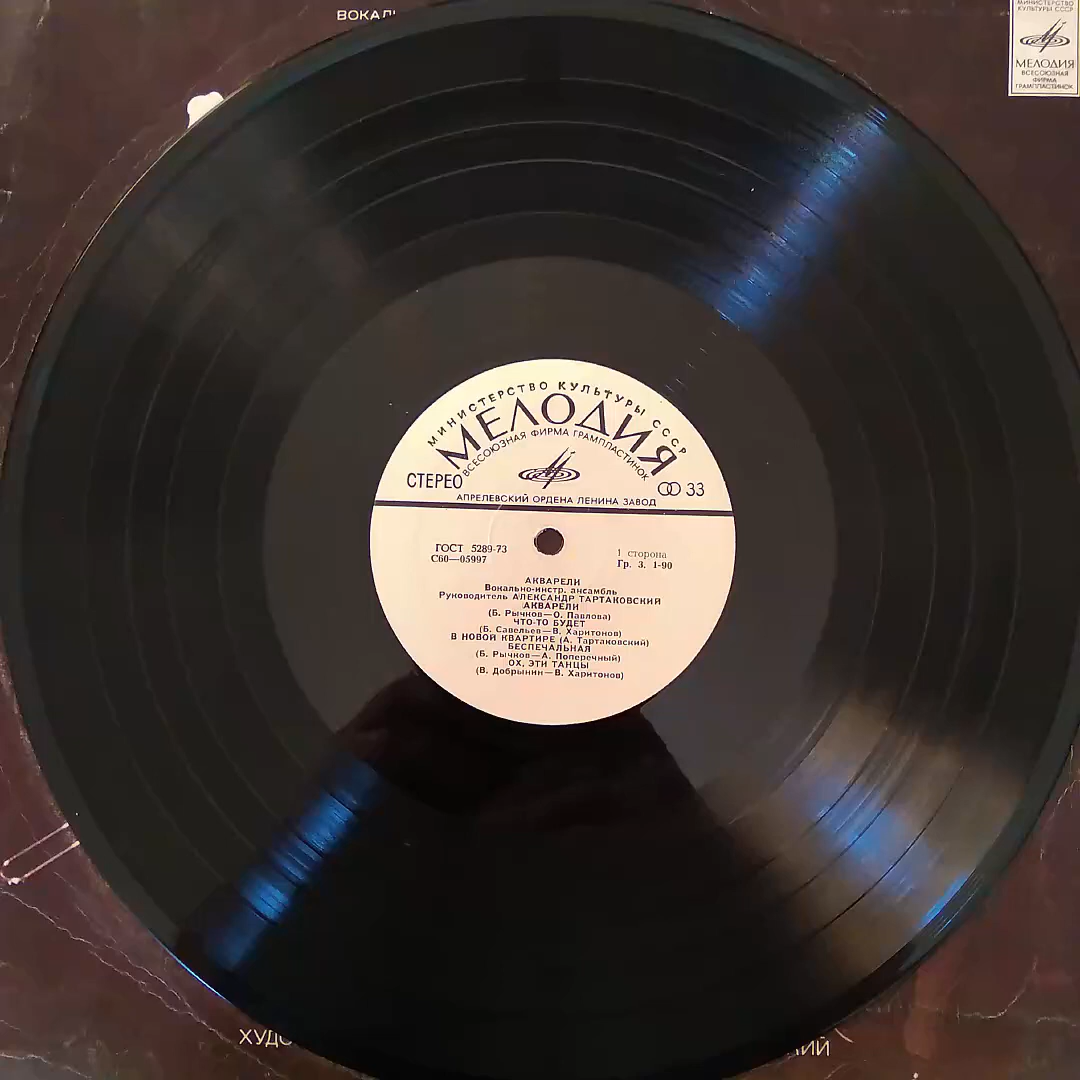 МИНИСТЕРСТВО
КУЛЬТУРЫ СССР
МЕЛОДИЯ
ВСЕСОЮЗНАЯ
ФИРМА
ГРАМПЛАСТИНОК
МИНИСТЕРСТВО КУЛЬТУРЫ СССР
МЕЛОДИЯ
ВСЕСОЮЗНАЯ ФИРМА ГРАМПЛАСТИНОК
СТЕРЕО
33
АПРЕЛЕВСКИЙ ОРДЕНА ЛЕНИНА ЗАВОД
ГОСТ 5289-73
С60—05997
1 сторона
Гр. 3. 1-90
АКВАРЕЛИ
Вокально-инстр. ансамбль
Руководитель АЛЕКСАНДР ТАРТАКОВСКИЙ
АКВАРЕЛИ
(Б. Рычков—О. Павлова)
ЧТО-ТО БУДЕТ
(Б. Савельев—В. Харитонов)
В НОВОЙ КВАРТИРЕ (А. Тартаковский)
БЕСПЕЧАЛЬНАЯ
(Б. Рычков—А. Поперечный)
ОХ, ЭТИ ТАНЦЫ
(В. Добрынин—В. Харитонов)